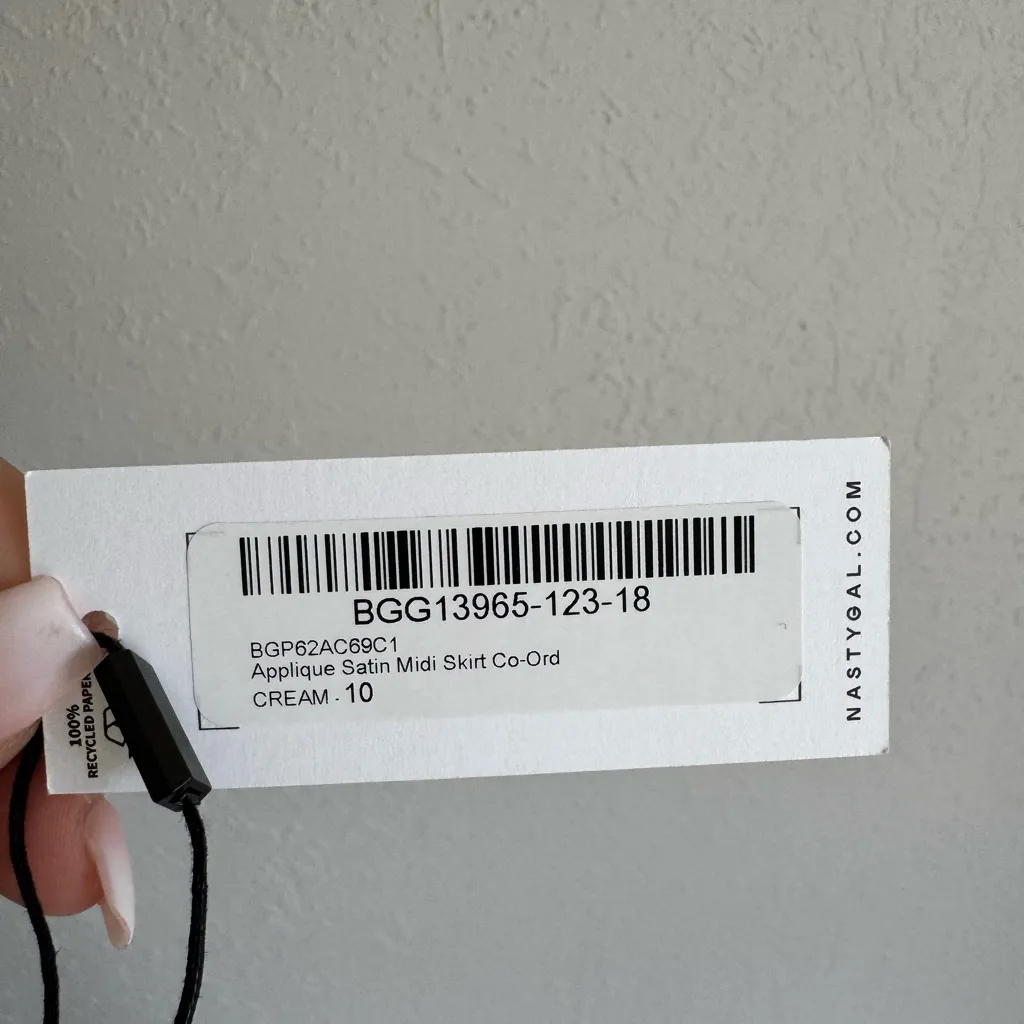 BGG13965-123-18
BGP62AC69C1
Applique Satin Midi Skirt Co-Ord
CREAM - 10
NASTYGAL.COM
100%
RECYCLED PAPER